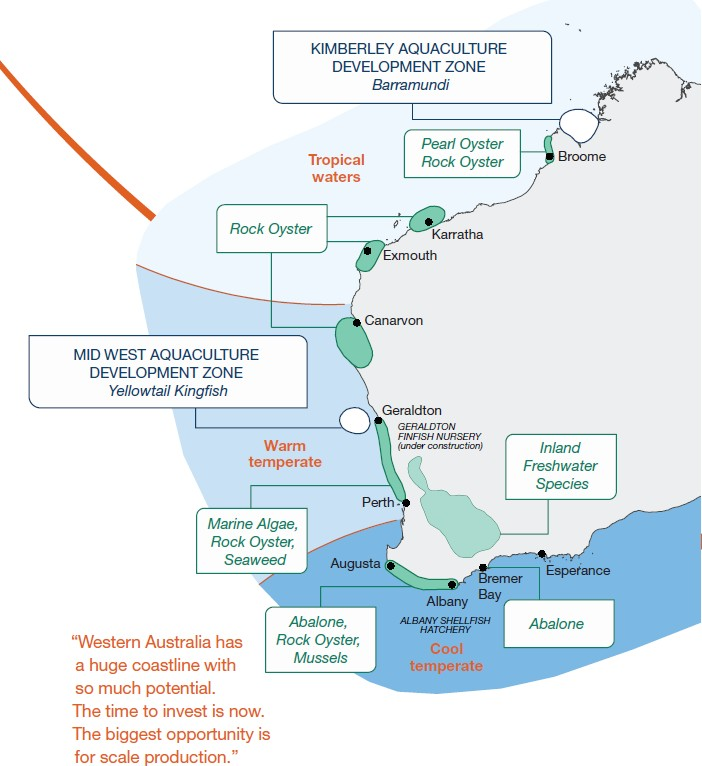 KIMBERLEY AQUACULTURE
DEVELOPMENT ZONE
Barramundi
Pearl Oyster
Rock Oyster
Broome
Tropical
waters
Rock Oyster
Karratha
Exmouth
Canarvon
MID WEST AQUACULTURE
DEVELOPMENT ZONE
Yellowtail Kingfish
Geraldton
GERALDTON
FINFISH NURSERY
(under construction)
Warm
temperate
Inland
Freshwater
Species
Perth
Marine Algae,
Rock Oyster,
Seaweed
Augusta
Esperance
Bremer
Bay
Albany
ALBANY SHELLFISH
HATCHERY
Abalone,
Rock Oyster,
Mussels
Abalone
Cool
temperate
“Western Australia has
a huge coastline with
so much potential.
The time to invest is now.
The biggest opportunity is
for scale production.”